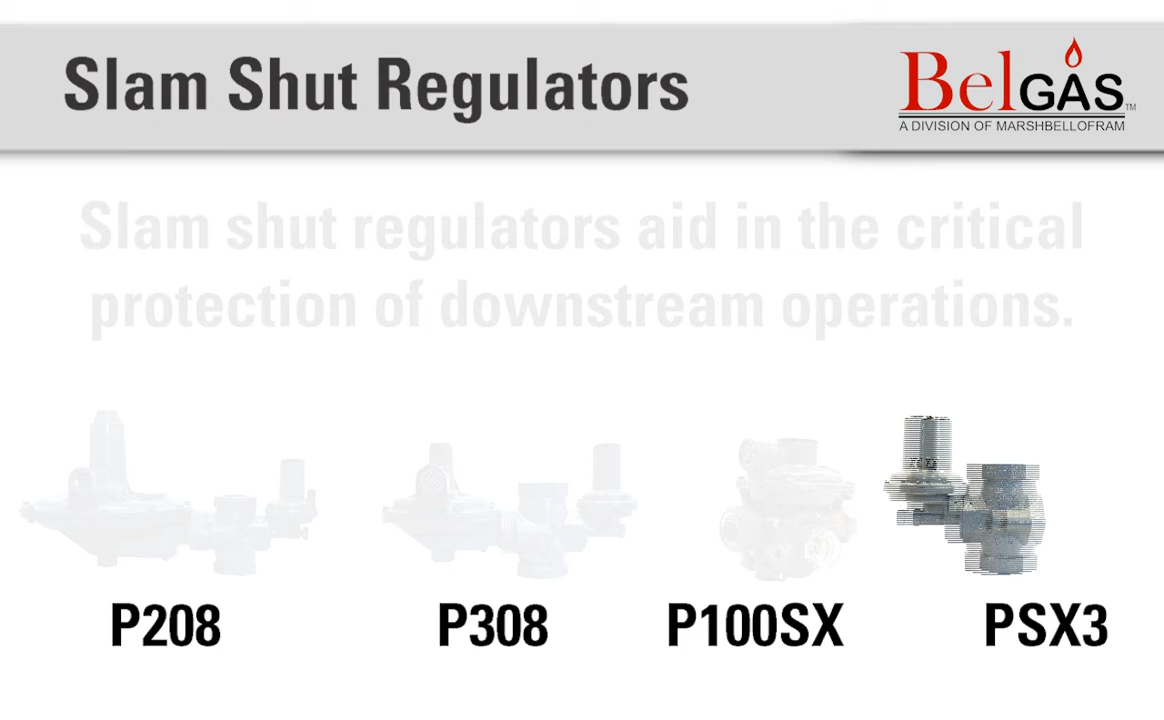 Slam Shut Regulators
BelGAS™
A DIVISION OF MARSHBELLOFRAM
Slam shut regulators aid in the critical
protection of downstream operations.
P208 P308 P100SX PSX3